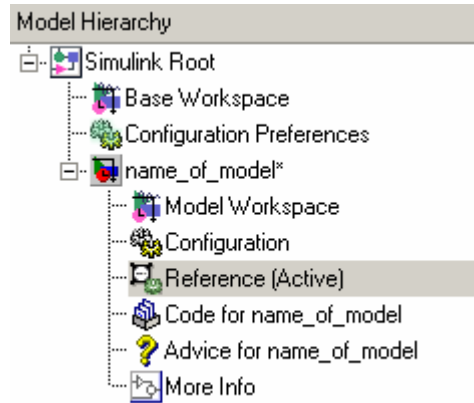 Model Hierarchy
Simulink Root
Base Workspace
Configuration Preferences
name_of_model*
Model Workspace
Configuration
Reference (Active)
Code for name_of_model
Advice for name_of_model
More Info